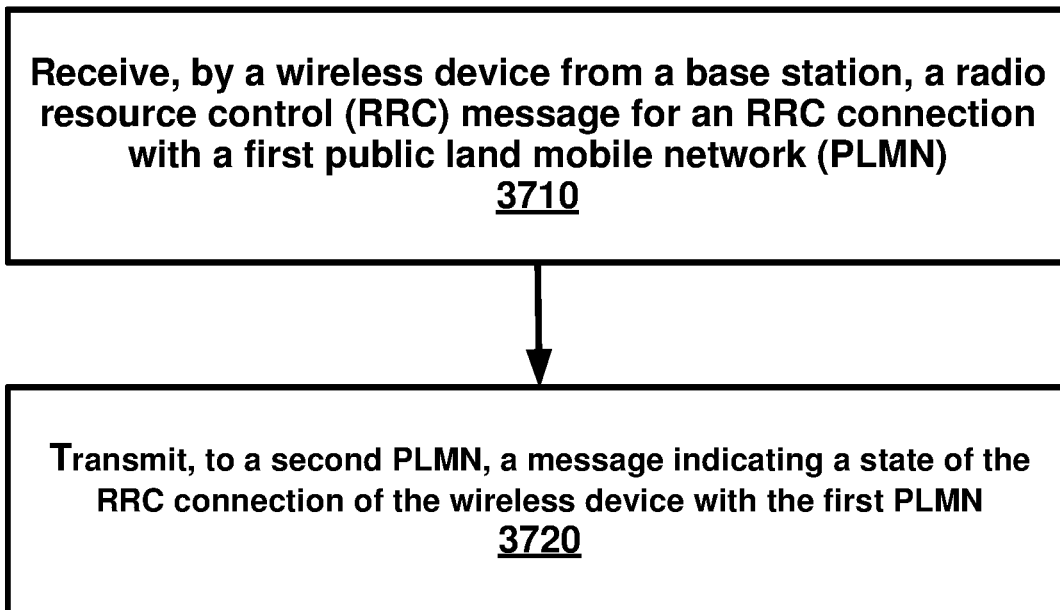 Receive, by a wireless device from a base station, a radio
resource control (RRC) message for an RRC connection
with a first public land mobile network (PLMN)
3710
Transmit, to a second PLMN, a message indicating a state of the
RRC connection of the wireless device with the first PLMN
3720